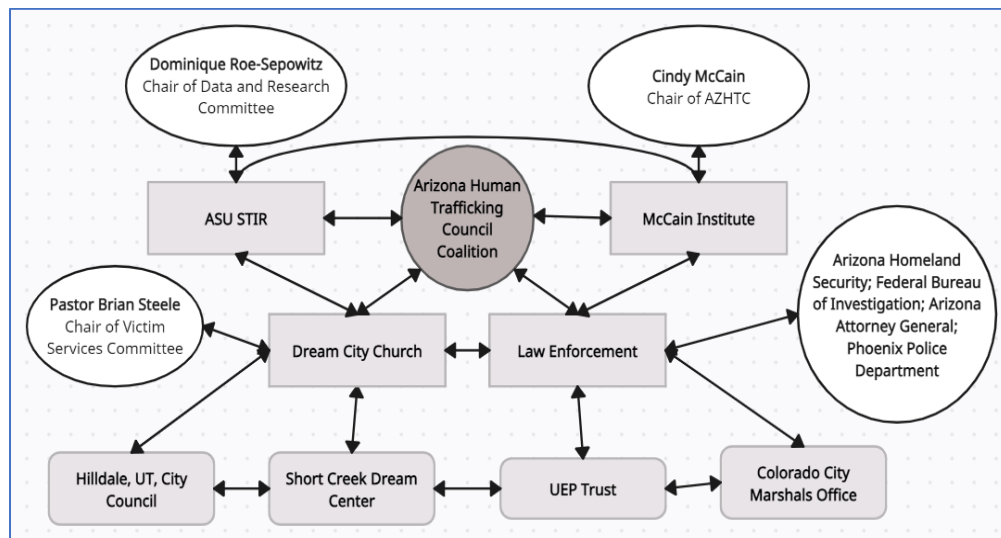 Dominique Roe-Sepowitz
Chair of Data and Research
Committee
Cindy McCain
Chair of AZHTC
ASU STIR
Arizona Human
Trafficking
Council
Coalition
McCain Institute
Pastor Brian Steele
Chair of Victim
Services Committee
Dream City Church
Law Enforcement
Arizona Homeland
Security; Federal Bureau
of Investigation; Arizona
Attorney General;
Phoenix Police
Department
Hilldale, UT, City
Council
Short Creek Dream
Center
UEP Trust
Colorado City
Marshals Office